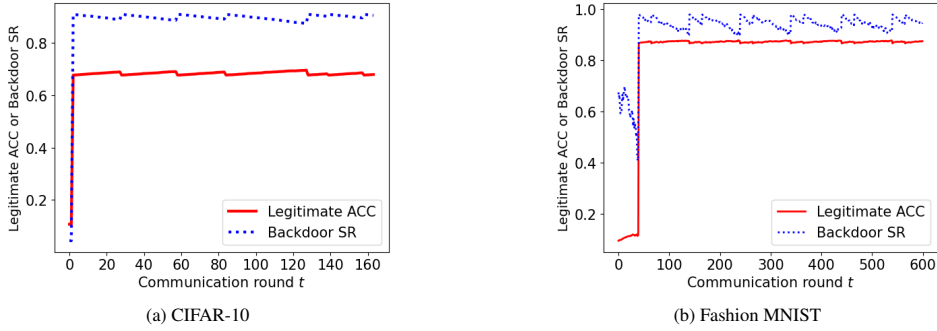 Legitimate ACC or Backdoor SR
0.8
0.6
0.4
0.2
Legitimate ACC
Backdoor SR
0 20 40 60 80 100 120 140 160
Communication round t
(a) CIFAR-10
Legitimate ACC or Backdoor SR
1.0
0.8
0.6
0.4
0.2
Legitimate ACC
Backdoor SR
0 100 200 300 400 500 600
Communication round t
(b) Fashion MNIST